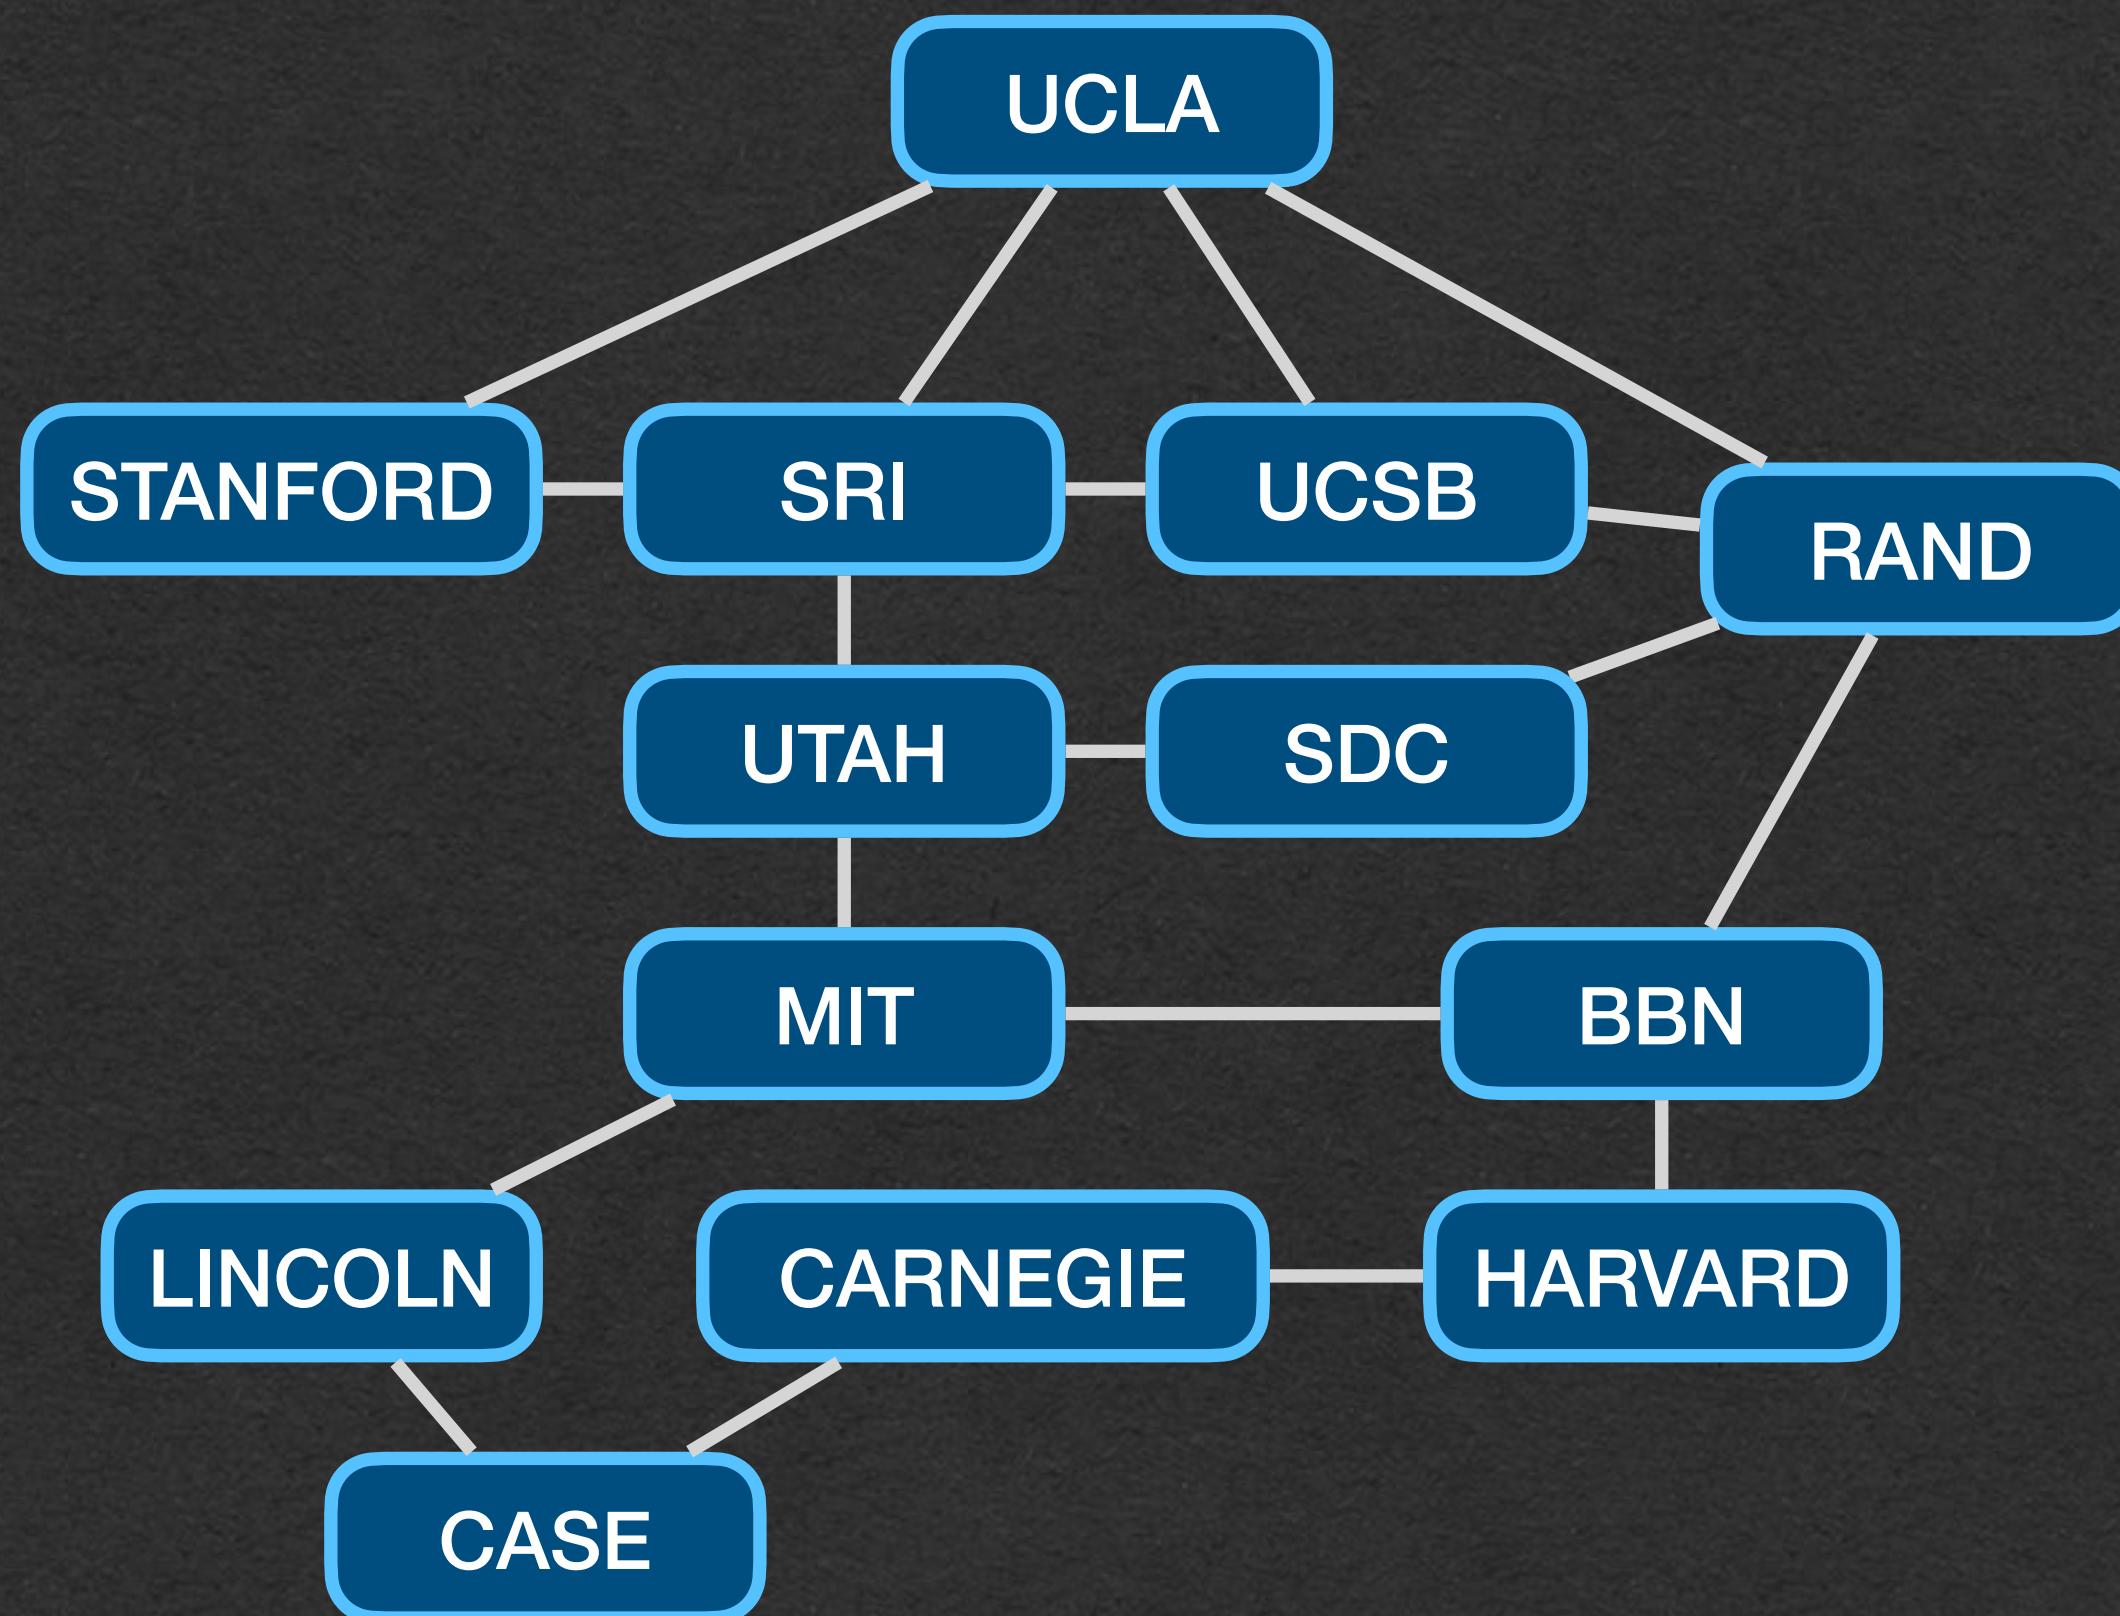 UCLA
STANFORD
SRI
UCSB
RAND
UTAH
SDC
MIT
BBN
LINCOLN
CARNEGIE
HARVARD
CASE